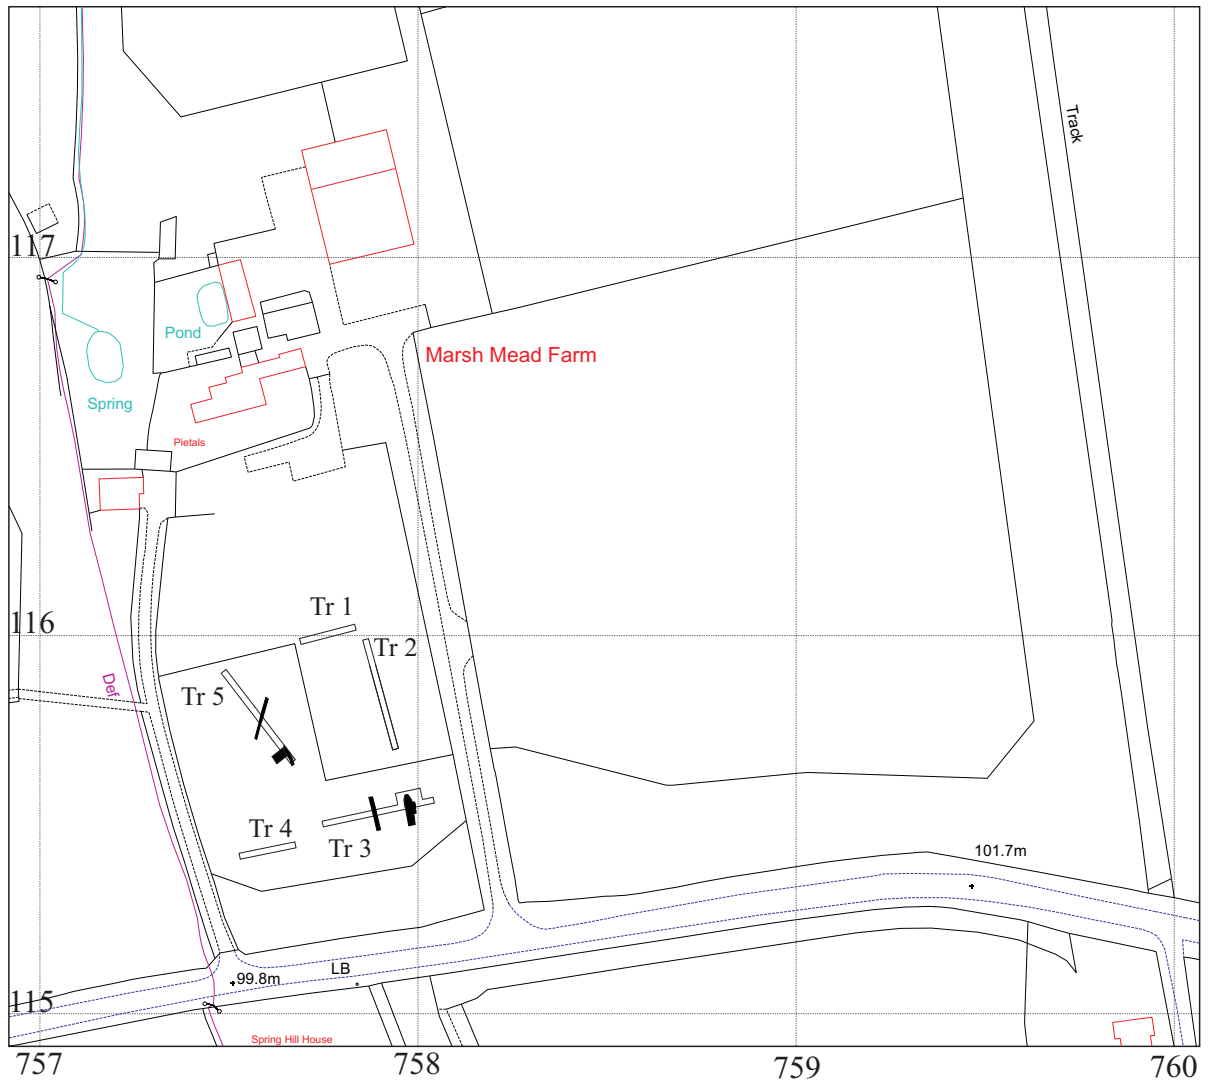 Track
117
Pond
Marsh Mead Farm
Spring
Pietals
116
Tr 1
Tr 2
Def
Tr 5
Tr 4
Tr 3
101.7m
LB
99.8m
115
Spring Hill House
757
758
759
760